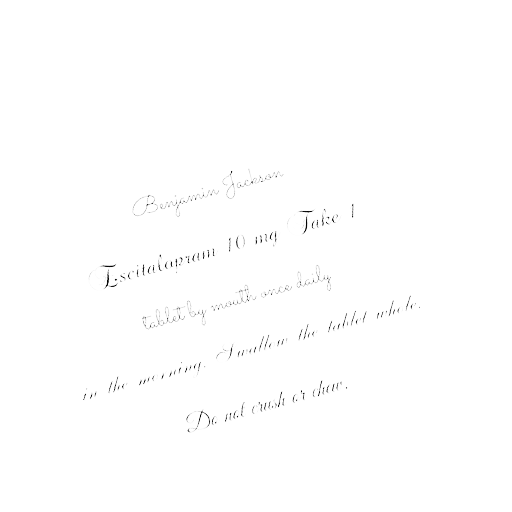 Benjamin Jackson
Escitalopram 10 mg Take 1
tablet by mouth once daily
in the morning. Swallow the tablet whole.
Do not crush or chew.